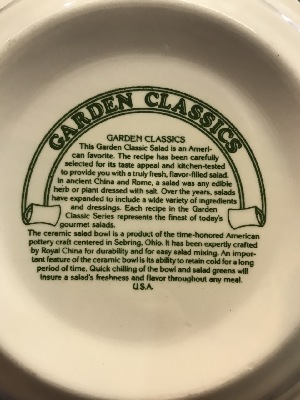 GARDEN CLASSICS
GARDEN CLASSICS
This Garden Classic Salad is an Ameri-
can favorite. The recipe has been carefully
selected for its taste appeal and kitchen-tested
to provide you with a truly fresh, flavor-filled salad.
In ancient China and Rome, a salad was any edible
herb or plant dressed with salt. Over the years, salads
have expanded to include a wide variety of ingredients
and dressings. Each recipe in the Garden
Classic Series represents the finest of today's
gourmet salads.
The ceramic salad bowl is a product of the time-honored American
pottery craft centered in Sebring, Ohio. It has been expertly crafted
by Royal China for durability and for easy salad mixing. An impor-
tant feature of the ceramic bowl is its ability to retain cold for a long
period of time. Quick chilling of the bowl and salad greens will
insure a salad's freshness and flavor throughout any meal.
U.S.A.